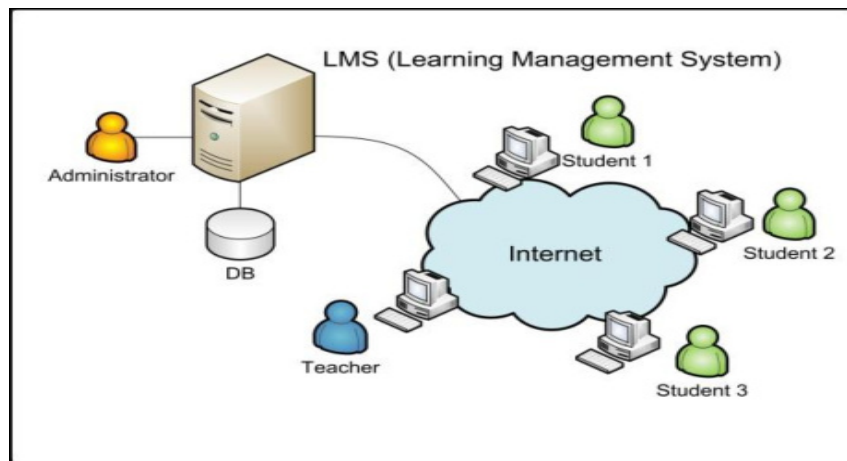 LMS (Learning Management System)
Student 1
Administrator
Student 2
Internet
DB
Teacher
Student 3